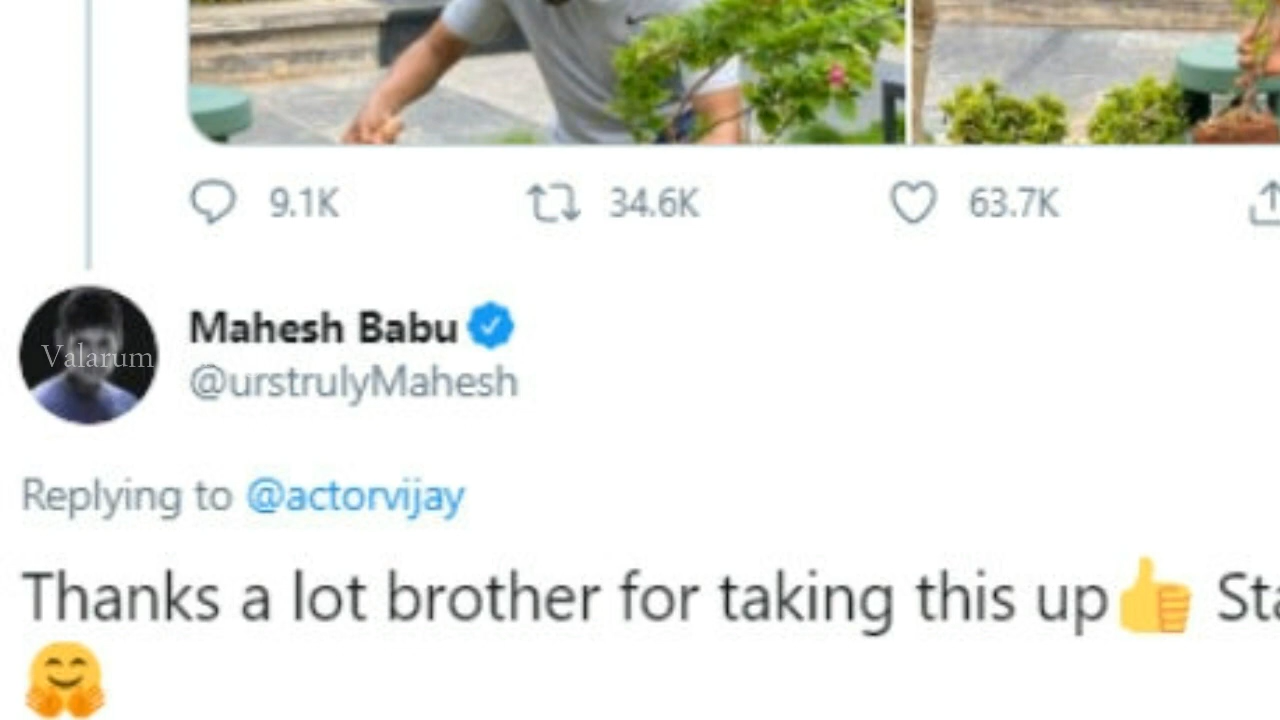 9.1K 34.6K 63.7K
Mahesh Babu
Valarum
@urstrulyMahesh
Replying to @actorvijay
Thanks a lot brother for taking this up👍
🤗